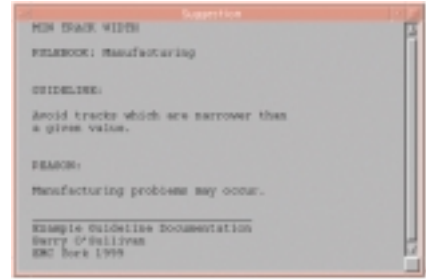 Suggestion
MIN TRACK WIDTH
RULEBOOK: Manufacturing
GUIDELINE:
Avoid tracks which are narrower than
a given value.
REASON:
Manufacturing problems may occur.
Example Guideline Documentation
Barry O'Sullivan
EMC York 1999